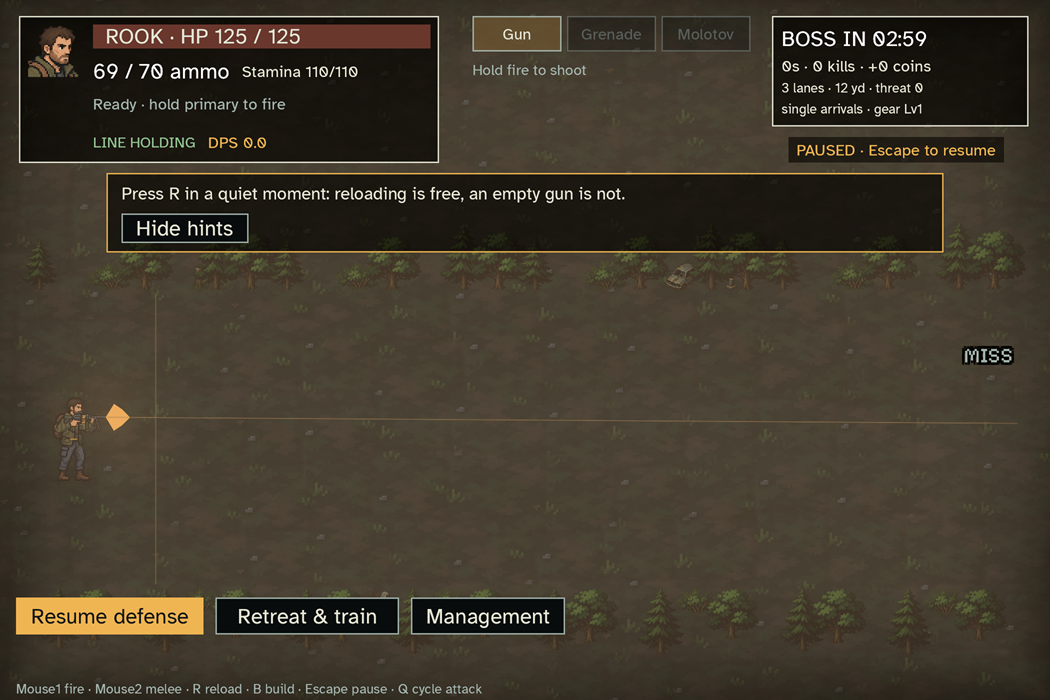 ROOK · HP 125 / 125
69 / 70 ammo Stamina 110/110
Ready · hold primary to fire
LINE HOLDING DPS 0.0
Gun Grenade Molotov
Hold fire to shoot
BOSS IN 02:59
0s · 0 kills · +0 coins
3 lanes · 12 yd · threat 0
single arrivals · gear Lv1
PAUSED · Escape to resume
Press R in a quiet moment: reloading is free, an empty gun is not.
Hide hints
MISS
Resume defense Retreat & train Management
Mouse1 fire · Mouse2 melee · R reload · B build · Escape pause · Q cycle attack